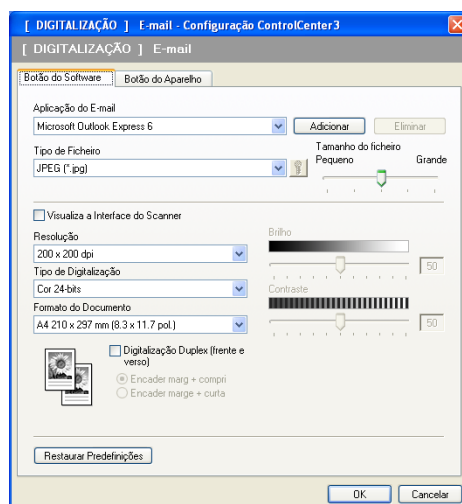 [ DIGITALIZAÇÃO ] E-mail - Configuração ControlCenter3
[ DIGITALIZAÇÃO ] E-mail
Botão do Software Botão do Aparelho
Aplicação do E-mail
Microsoft Outlook Express 6 Adicionar Eliminar
Tipo de Ficheiro Tamanho do ficheiro
JPEG (*.jpg) Pequeno Grande
Visualiza a Interface do Scanner
Resolução Brilho
200 x 200 dpi 50
Tipo de Digitalização
Cor 24-bits Contraste
Formato do Documento
A4 210 x 297 mm (8.3 x 11.7 pol.) 50
Digitalização Duplex (frente e
verso)
Encader marg + compri
Encader marge + curta
Restaurar Predefinições
OK Cancelar